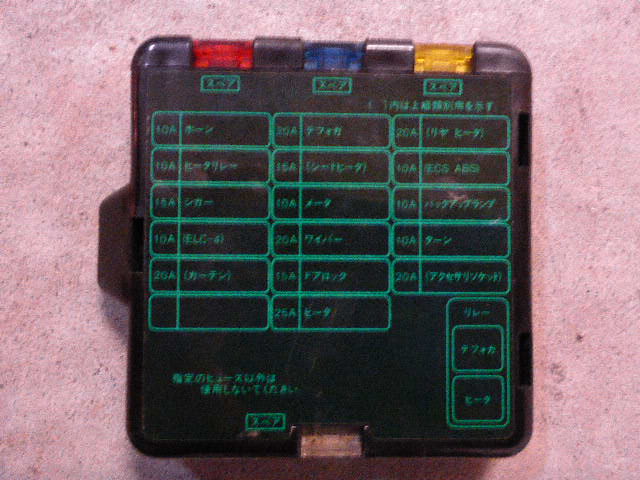 スペア スペア スペア
( )内は上級類別用を示す
10A ホーン 30A デフォガ 20A (リヤ ヒータ)
10A ヒータリレー 15A (シートヒータ) 10A (ECS ABS)
15A シガー 10A メータ 10A バックアップランプ
10A (ELC-4) 20A ワイパー 10A ターン
20A (カーテン) 15A ドアロック 20A (アクセサリソケット)
25A ヒータ
リレー
デフォガ
ヒータ
指定のヒューズ以外は
使用しないでください
スペア